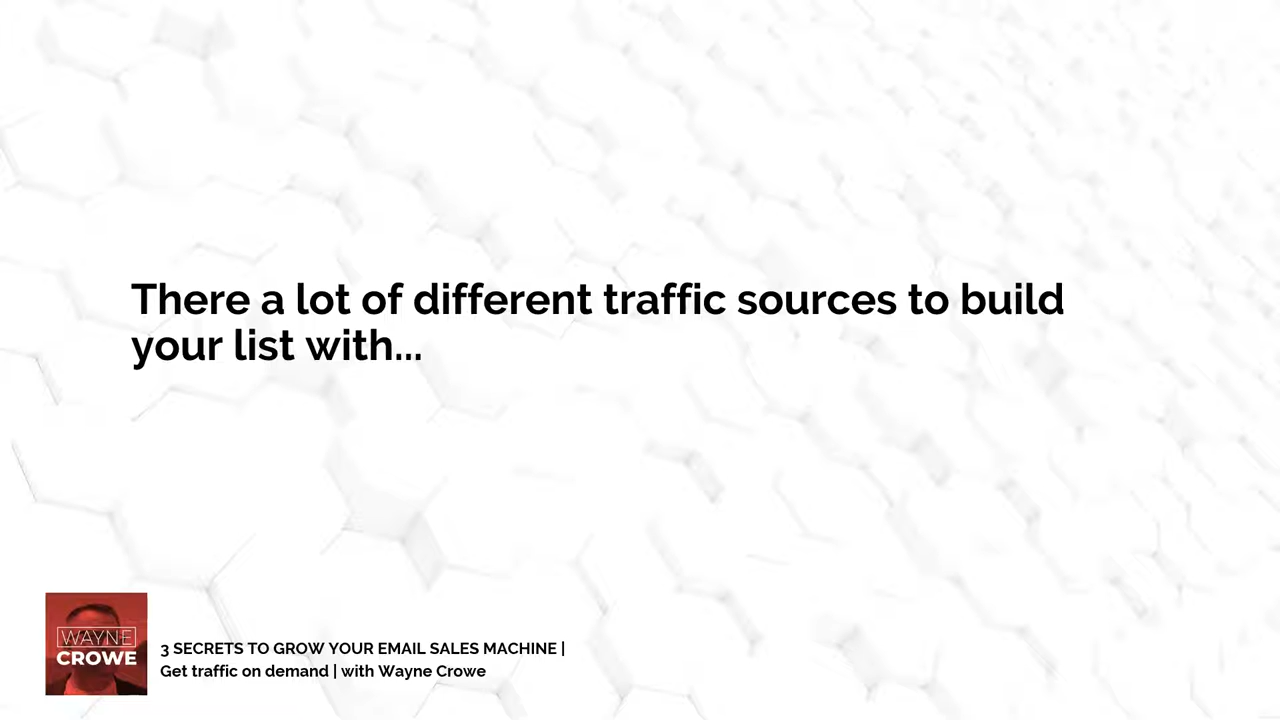 There a lot of different traffic sources to build
your list with...
WAYNE
CROWE
3 SECRETS TO GROW YOUR EMAIL SALES MACHINE |
Get traffic on demand | with Wayne Crowe